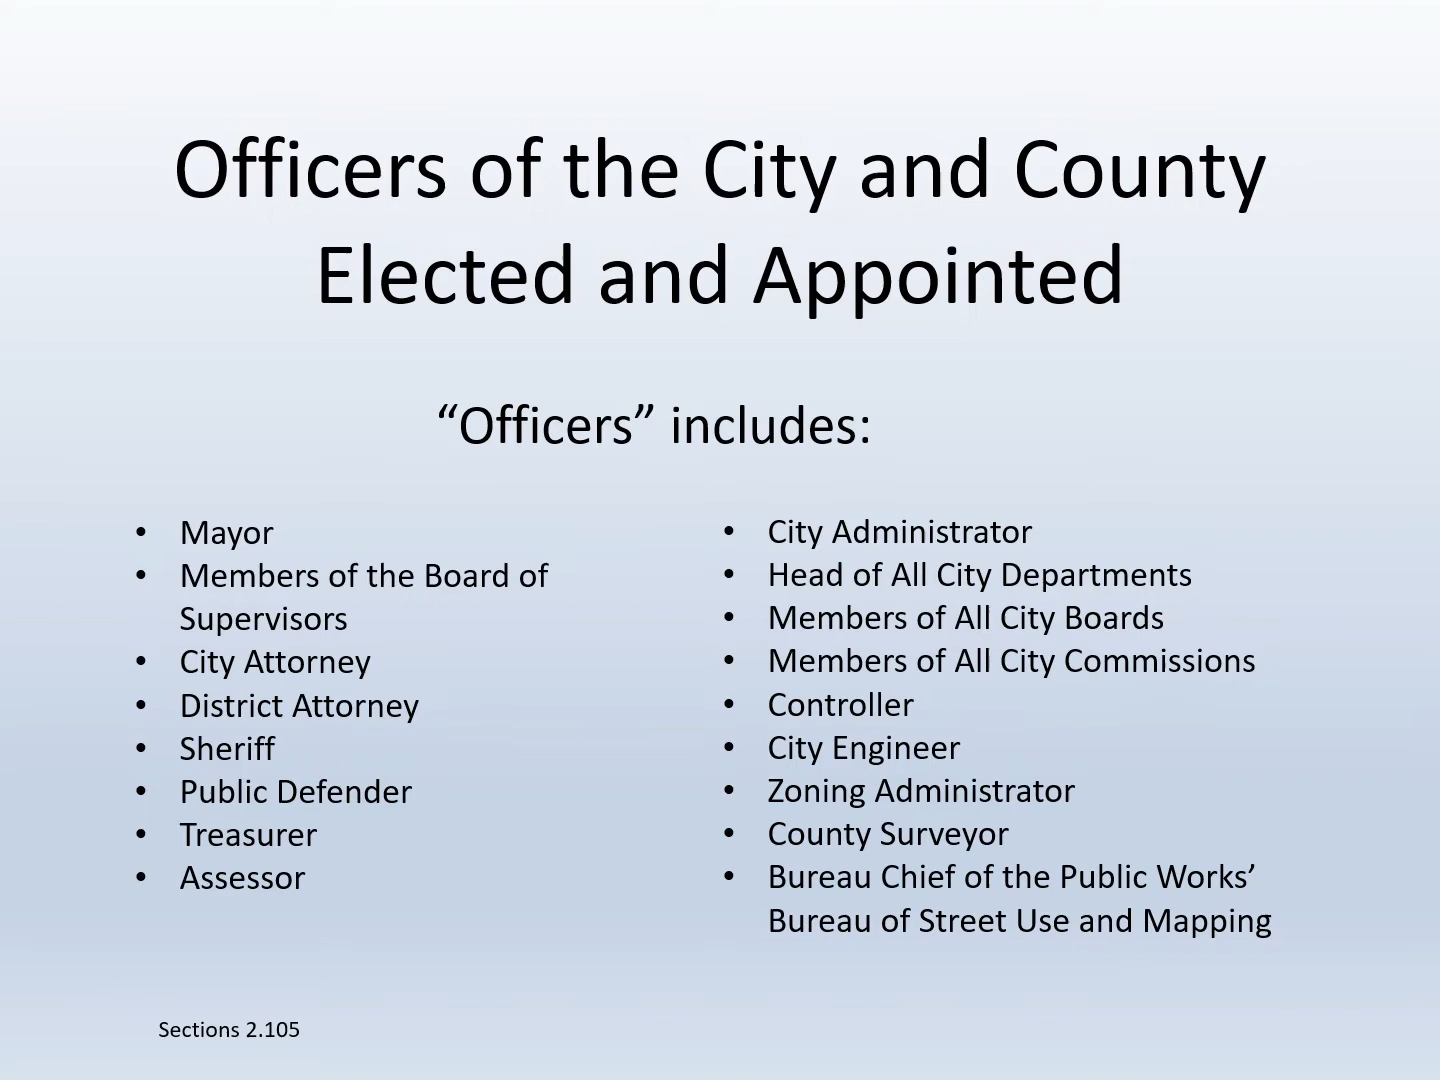 Officers of the City and County
Elected and Appointed
“Officers” includes:
• Mayor
• Members of the Board of
Supervisors
• City Attorney
• District Attorney
• Sheriff
• Public Defender
• Treasurer
• Assessor
• City Administrator
• Head of All City Departments
• Members of All City Boards
• Members of All City Commissions
• Controller
• City Engineer
• Zoning Administrator
• County Surveyor
• Bureau Chief of the Public Works’
Bureau of Street Use and Mapping
Sections 2.105